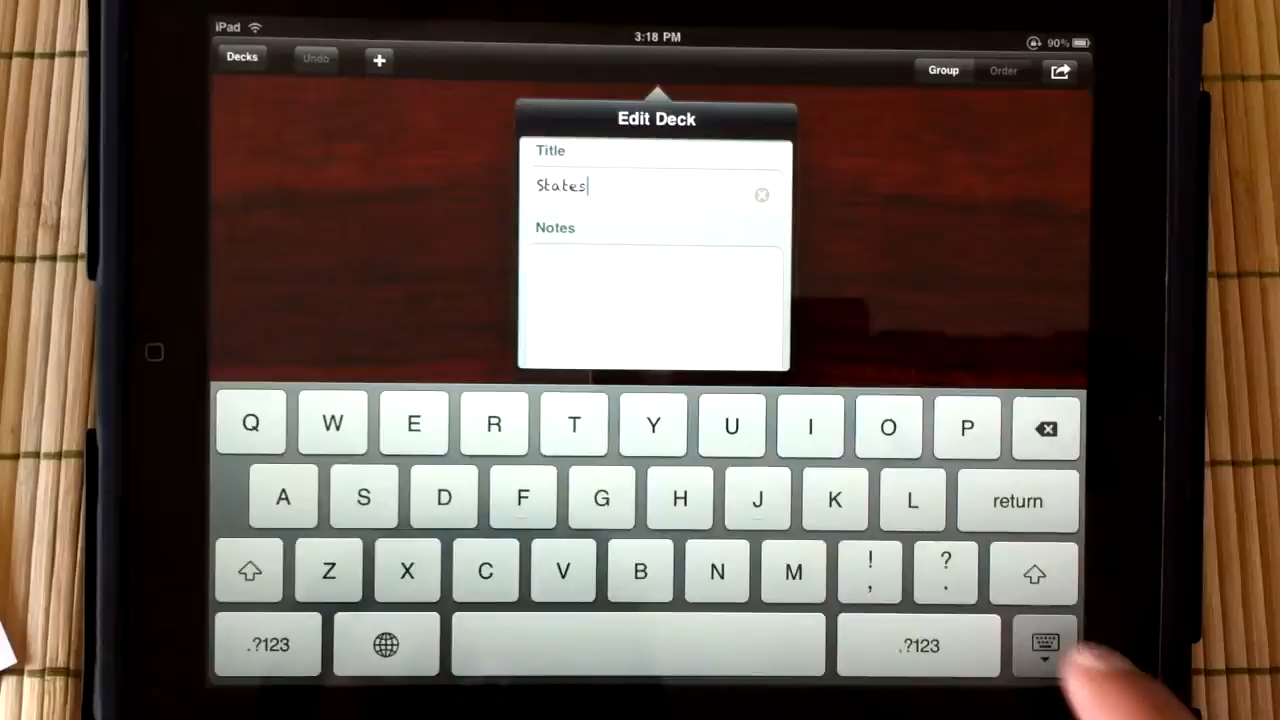 iPad
3:18 PM
90%
Decks
Undo
+
Group
Order
Edit Deck
Title
States
Notes
Q W E R T Y U I O P
A S D F G H J K L return
Z X C V B N M ! , ? .
.?123
.?123